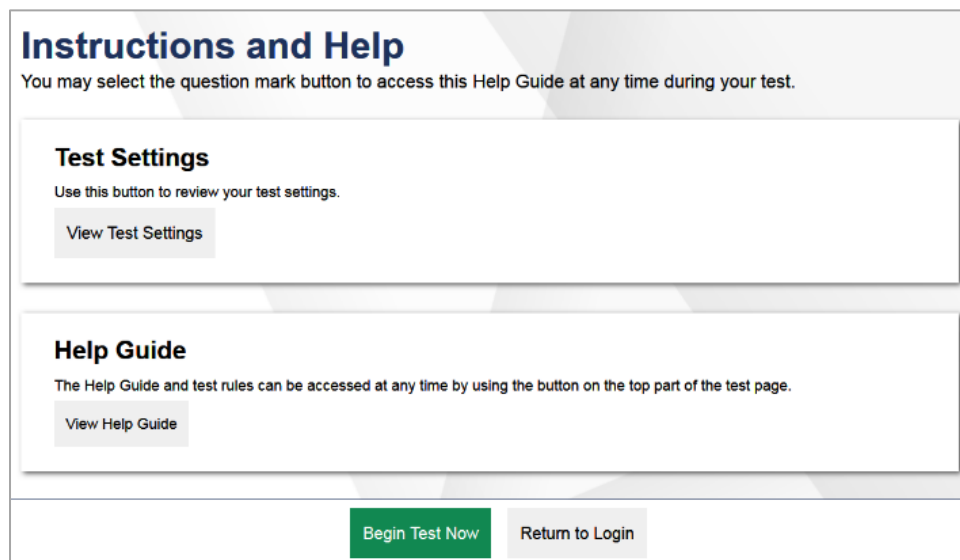 Instructions and Help
You may select the question mark button to access this Help Guide at any time during your test.
Test Settings
Use this button to review your test settings.
View Test Settings
Help Guide
The Help Guide and test rules can be accessed at any time by using the button on the top part of the test page.
View Help Guide
Begin Test Now
Return to Login